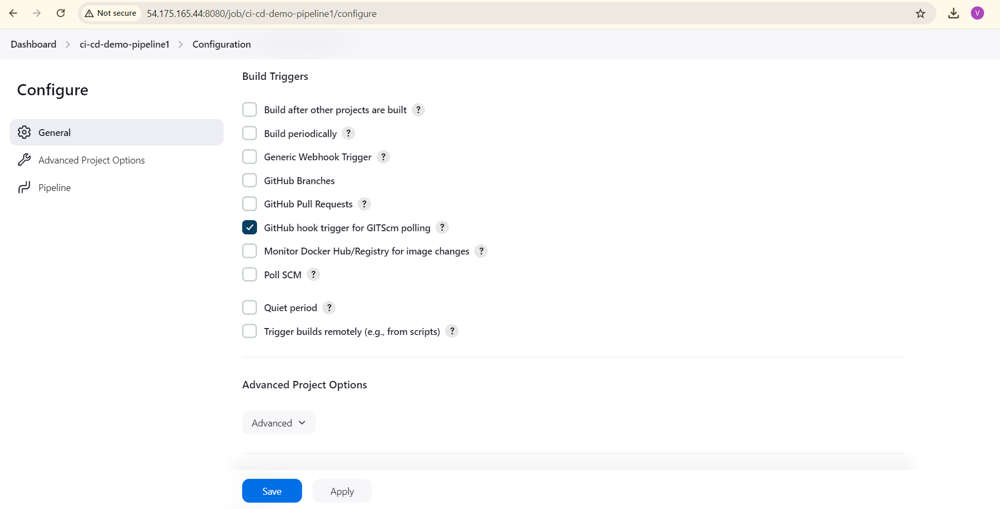 Not secure 54.175.165.44:8080/job/ci-cd-demo-pipeline1/configure V
Dashboard > ci-cd-demo-pipeline1 > Configuration
Configure
General
Advanced Project Options
Pipeline
Build Triggers
Build after other projects are built ?
Build periodically ?
Generic Webhook Trigger ?
GitHub Branches
GitHub Pull Requests ?
GitHub hook trigger for GITScm polling ?
Monitor Docker Hub/Registry for image changes ?
Poll SCM ?
Quiet period ?
Trigger builds remotely (e.g., from scripts) ?
Advanced Project Options
Advanced
Save Apply